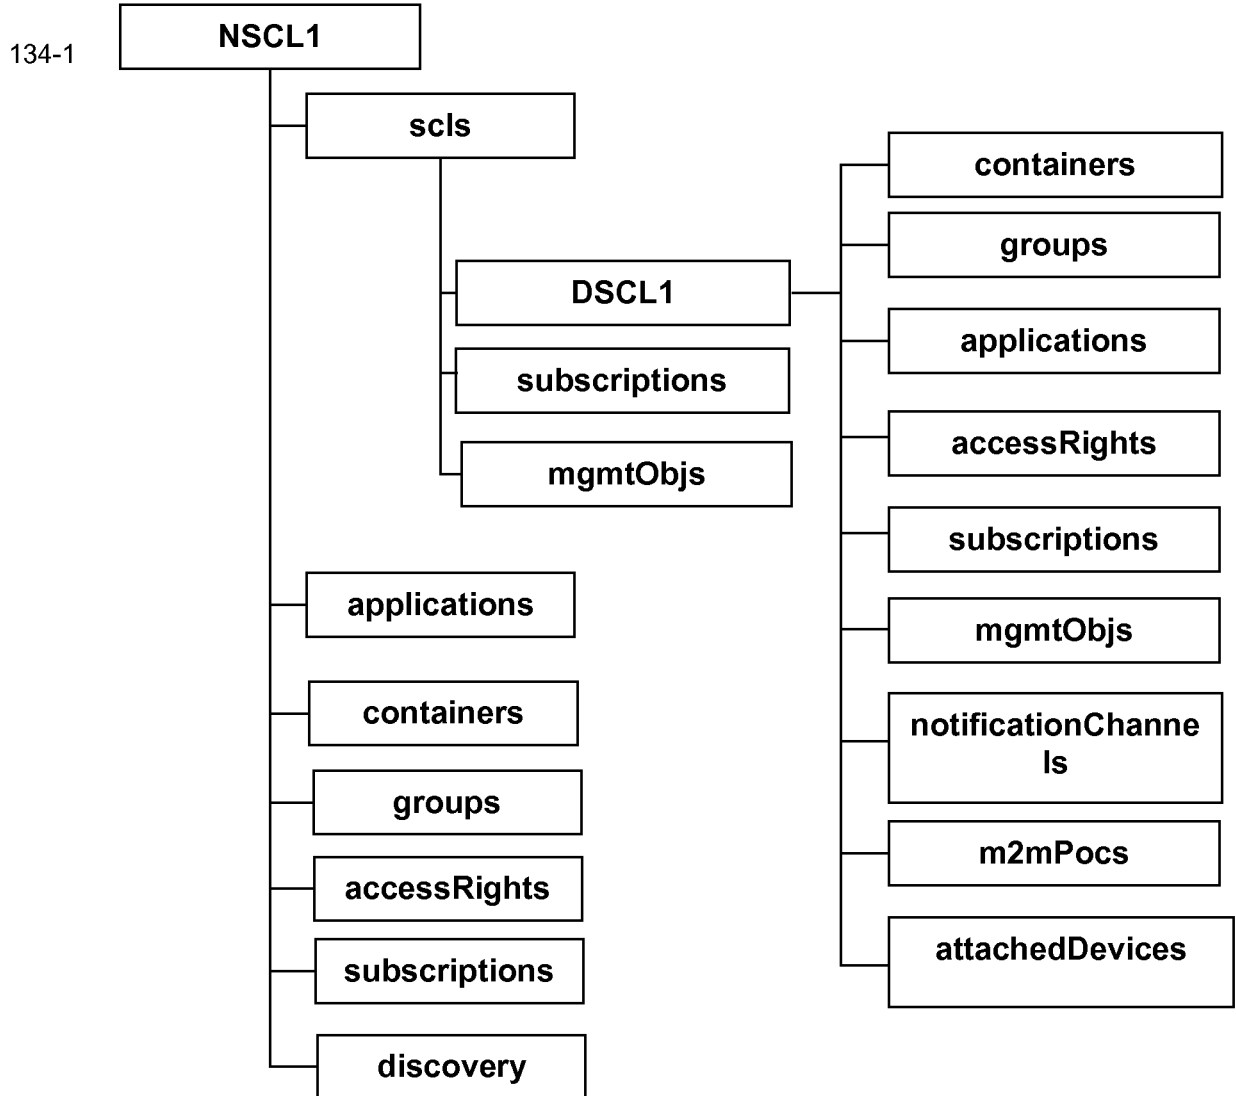 134-1
NSCL1
scls
DSCL1
subscriptions
mgmtObjs
applications
containers
groups
accessRights
subscriptions
discovery
containers
groups
applications
accessRights
subscriptions
mgmtObjs
notificationChanne
ls
m2mPocs
attachedDevices